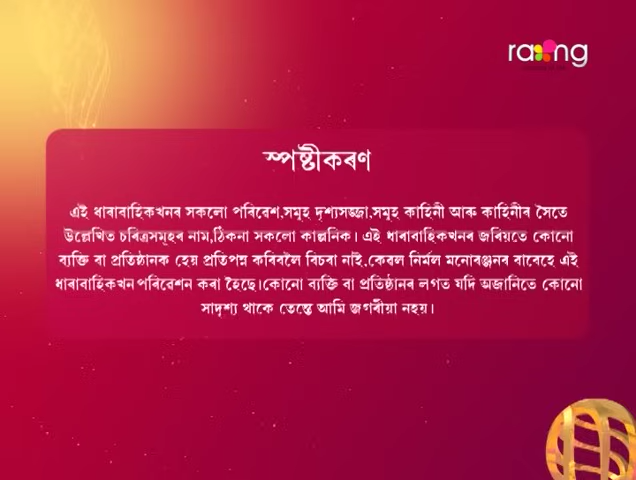 rang
স্পষ্টীকৰণ
এই ধাৰাবাহিকখনৰ সকলো পৰিৱেশ,সমূহ দৃশ্যসজ্জা,সমূহ কাহিনী আৰু কাহিনীৰ সৈতে
উল্লেখিত চৰিত্ৰসমূহৰ নাম,ঠিকনা সকলো কাল্পনিক। এই ধাৰাবাহিকখনৰ জৰিয়তে কোনো
ব্যক্তি বা প্ৰতিষ্ঠানক হেয় প্ৰতিপন্ন কৰিবলৈ বিচৰা নাই,কেৱল নিৰ্মল মনোৰঞ্জনৰ বাবেহে এই
ধাৰাবাহিকখন পৰিৱেশন কৰা হৈছে।কোনো ব্যক্তি বা প্ৰতিষ্ঠানৰ লগত যদি অজানিতে কোনো
সাদৃশ্য থাকে তেন্তে আমি জগৰীয়া নহয়।